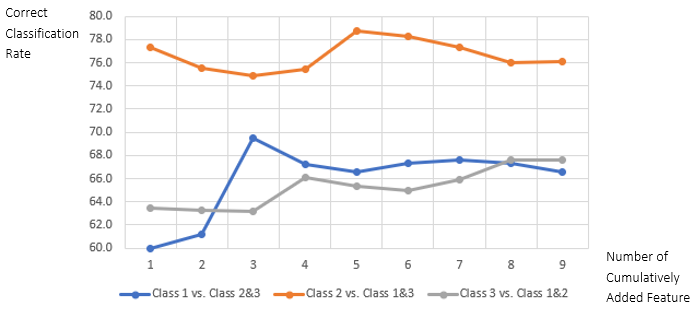 Correct
Classification
Rate
80.0
78.0
76.0
74.0
72.0
70.0
68.0
66.0
64.0
62.0
60.0
1 2 3 4 5 6 7 8 9
Number of
Cumulatively
Added Feature
Class 1 vs. Class 2&3 Class 2 vs. Class 1&3 Class 3 vs. Class 1&2